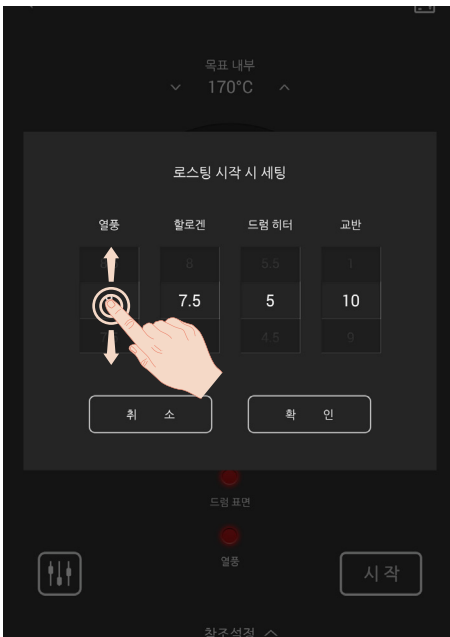 목표 내부
170°C
로스팅 시작 시 세팅
열풍 할로겐 드럼 히터 교반
8 5.5 1
7.5 5 10
4.5 9
취 소 확 인
드럼 표면
열풍
시작
참조설정